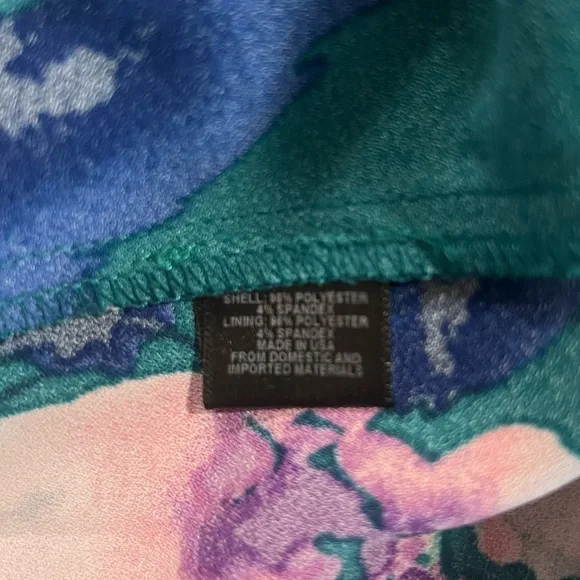 SHELL: 96% POLYESTER
4% SPANDEX
LINING: 96% POLYESTER
4% SPANDEX
MADE IN USA
FROM DOMESTIC AND
IMPORTED MATERIALS